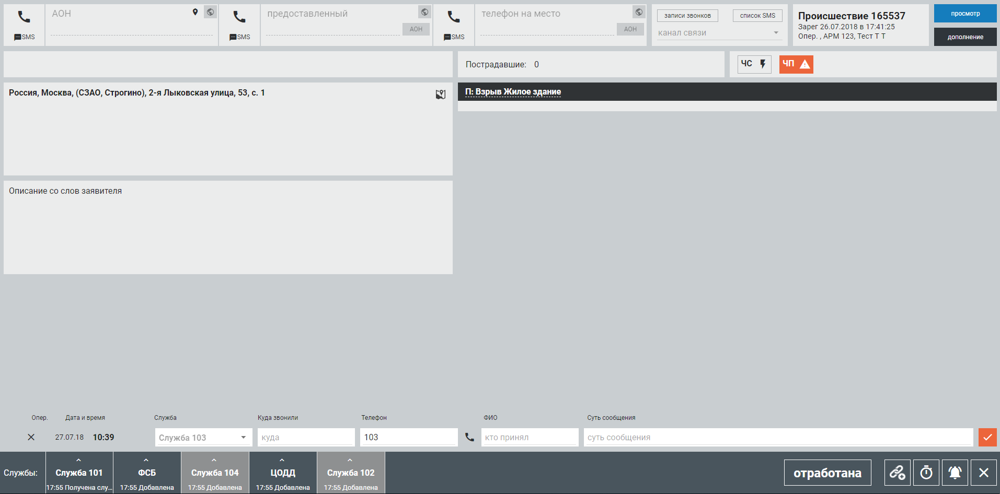 АОН
SMS
предоставленный
АОН
SMS
телефон на место
АОН
SMS
записи звонков
список SMS
канал связи
Происшествие 165537
Зарег 26.07.2018 в 17:41:25
Опер. , АРМ 123, Тест Т Т
просмотр
дополнение
Пострадавшие: 0
ЧС
ЧП
Россия, Москва, (СЗАО, Строгино), 2-я Лыковская улица, 53, с. 1
П: Взрыв Жилое здание
Описание со слов заявителя
Опер. Дата и время Служба Куда звонили Телефон ФИО Суть сообщения
27.07.18 10:39 Служба 103 куда 103 кто принял суть сообщения
Службы:
Служба 101
17:55 Получена слу...
ФСБ
17:55 Добавлена
Служба 104
17:55 Добавлена
ЦОДД
17:55 Добавлена
Служба 102
17:55 Добавлена
отработана